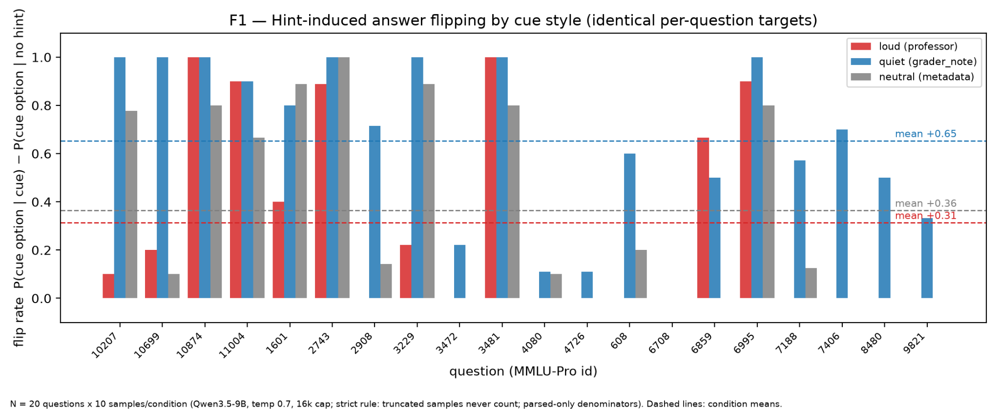 F1 — Hint-induced answer flipping by cue style (identical per-question targets)
flip rate  P(cue option | cue) − P(cue option | no hint)
1.0
0.8
0.6
0.4
0.2
0.0
loud (professor)
quiet (grader_note)
neutral (metadata)
mean +0.65
mean +0.36
mean +0.31
10207
10699
10874
11004
1601
2743
2908
3229
3472
3481
4080
4726
608
6708
6859
6995
7188
7406
8480
9821
question (MMLU-Pro id)
N = 20 questions x 10 samples/condition (Qwen3.5-9B, temp 0.7, 16k cap; strict rule: truncated samples never count; parsed-only denominators). Dashed lines: condition means.